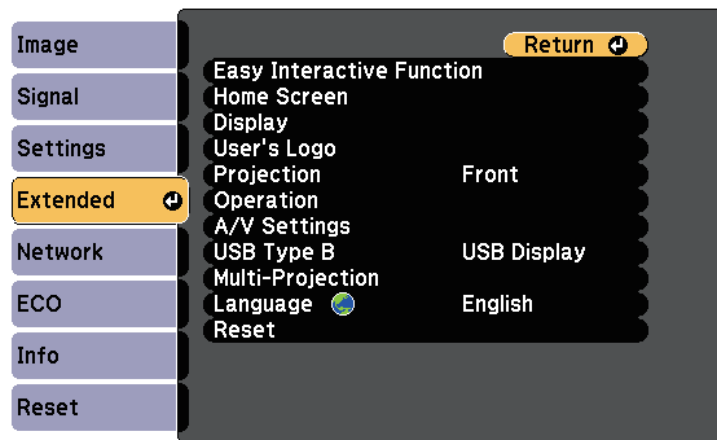 Image
Signal
Settings
Extended
Network
ECO
Info
Reset
Return
Easy Interactive Function
Home Screen
Display
User's Logo
Projection Front
Operation
A/V Settings
USB Type B USB Display
Multi-Projection
Language English
Reset